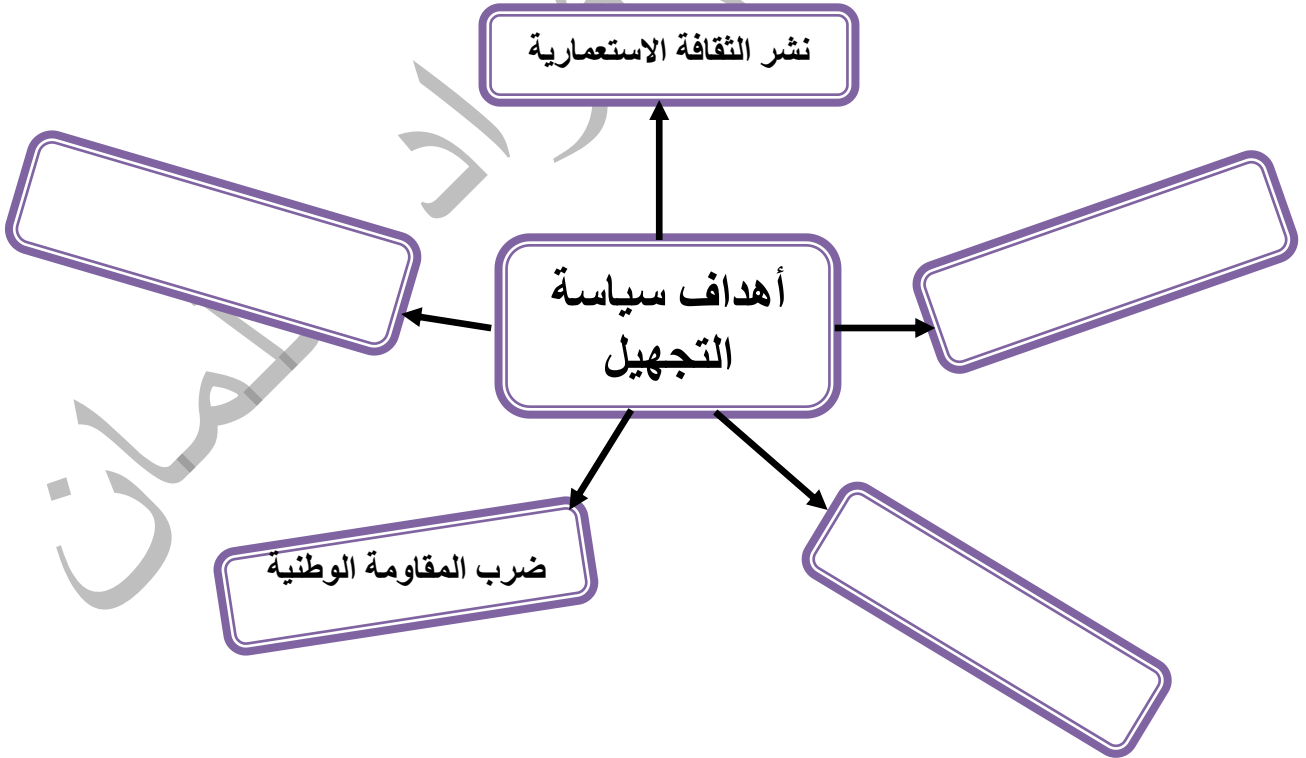 نشر الثقافة الاستعمارية
أهداف سياسة
التجهيل
ضرب المقاومة الوطنية